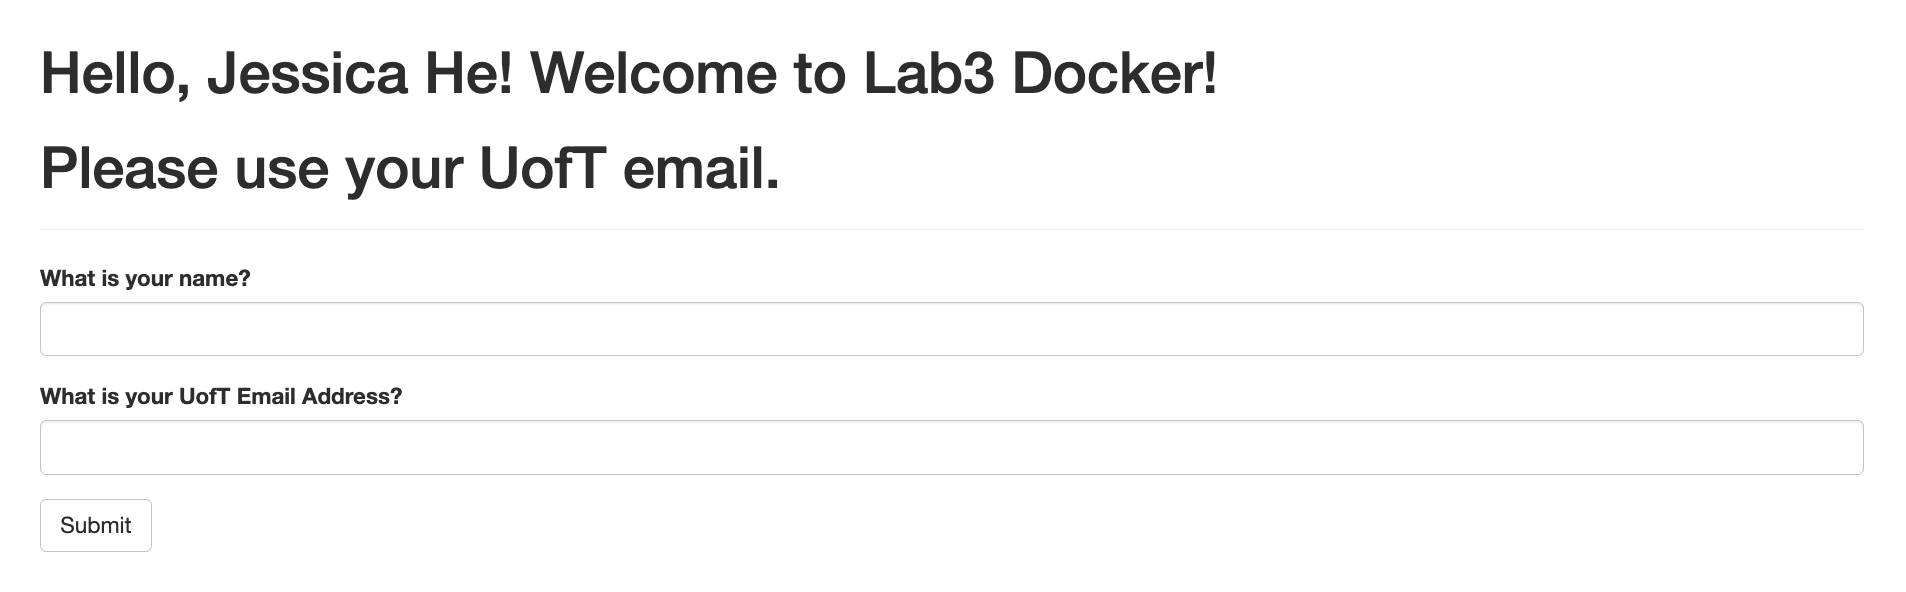 Hello, Jessica He! Welcome to Lab3 Docker!
Please use your UofT email.
What is your name?
What is your UofT Email Address?
Submit